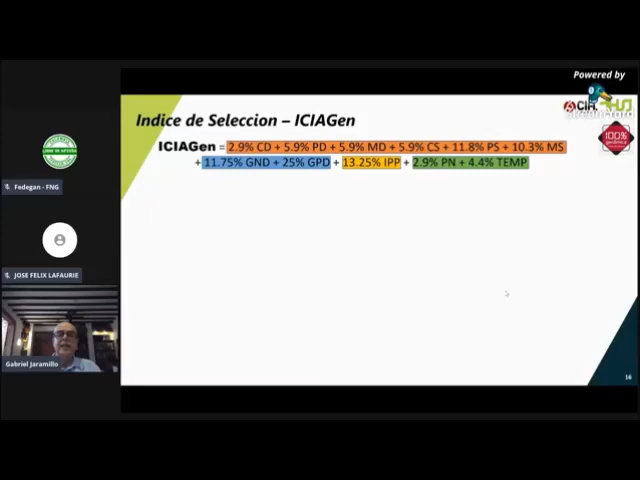 Powered by
Indice de Seleccion – ICIAGen
ICIAGen = 2.9% CD + 5.9% PD + 5.9% MD + 5.9% CS + 11.8% PS + 10.3% MS
+ 11.75% GND + 25% GPD + 13.25% IPP + 2.9% PN + 4.4% TEMP
100%
Fedegan - FNG
JOSE FELIX LAFAURIE
Gabriel Jaramillo
16